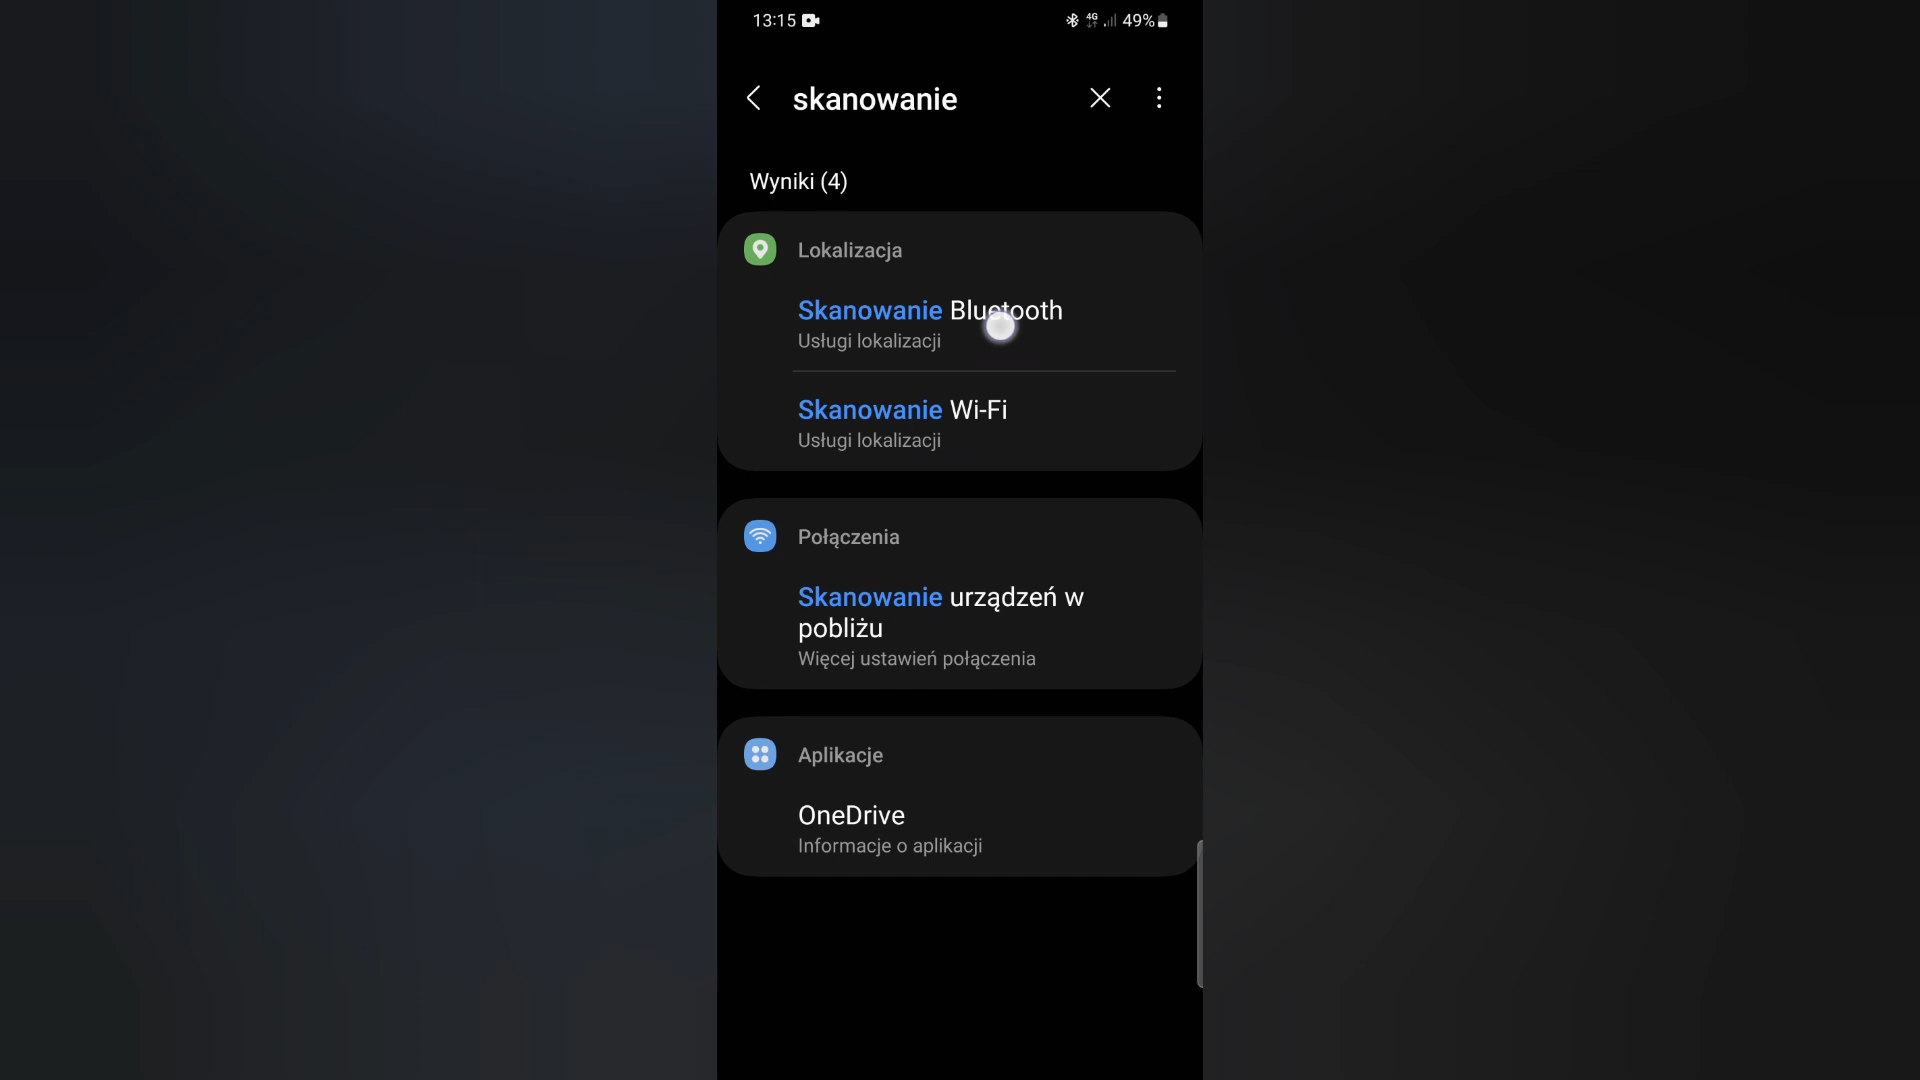 13:15
4G 49%
skanowanie
Wyniki (4)
Lokalizacja
Skanowanie Bluetooth
Usługi lokalizacji
Skanowanie Wi-Fi
Usługi lokalizacji
Połączenia
Skanowanie urządzeń w
pobliżu
Więcej ustawień połączenia
Aplikacje
OneDrive
Informacje o aplikacji